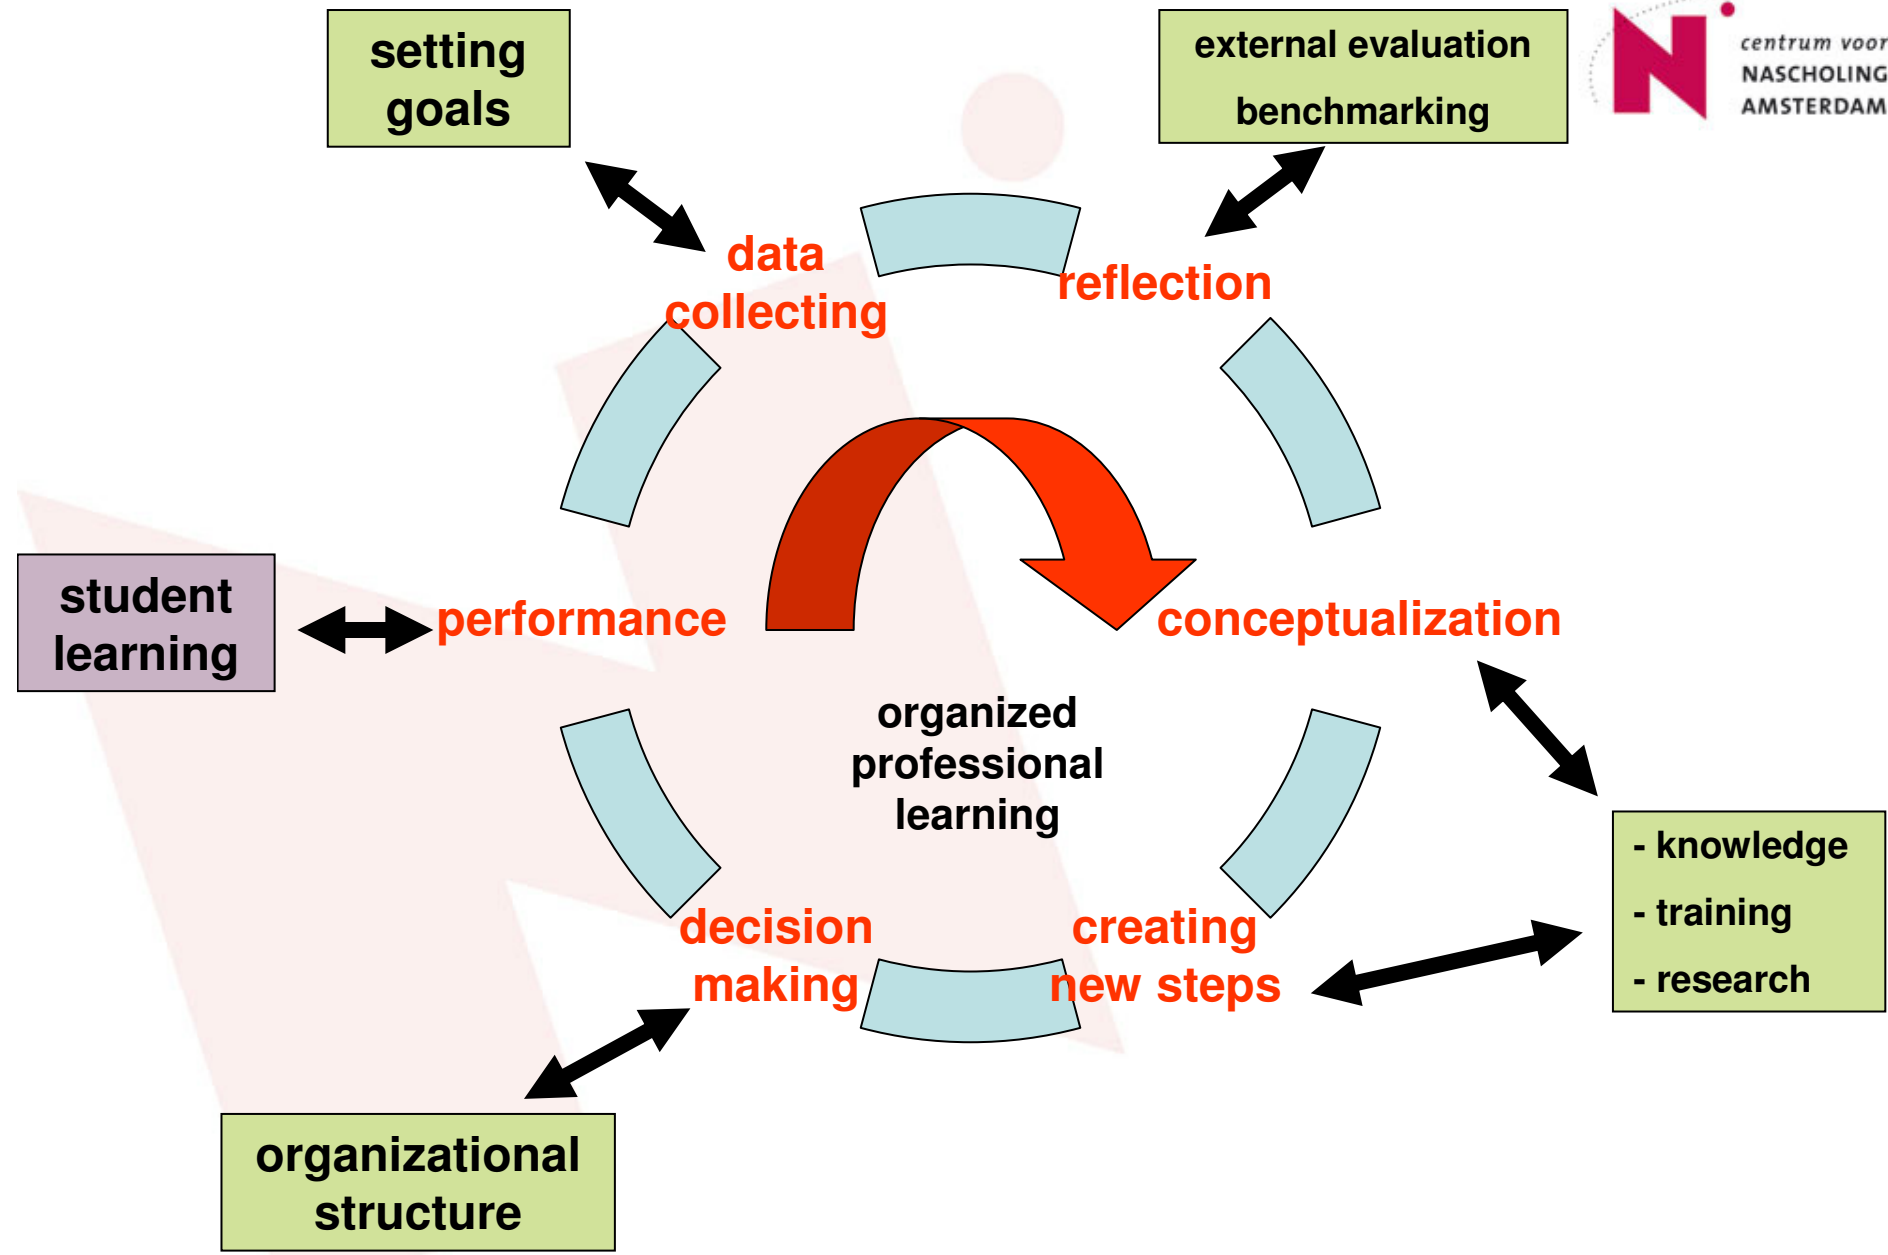 setting
goals
external evaluation
benchmarking
centrum voor
NASCHOLING
AMSTERDAM
data
collecting
reflection
student
learning
performance
conceptualization
organized
professional
learning
- knowledge
- training
- research
decision
making
creating
new steps
organizational
structure